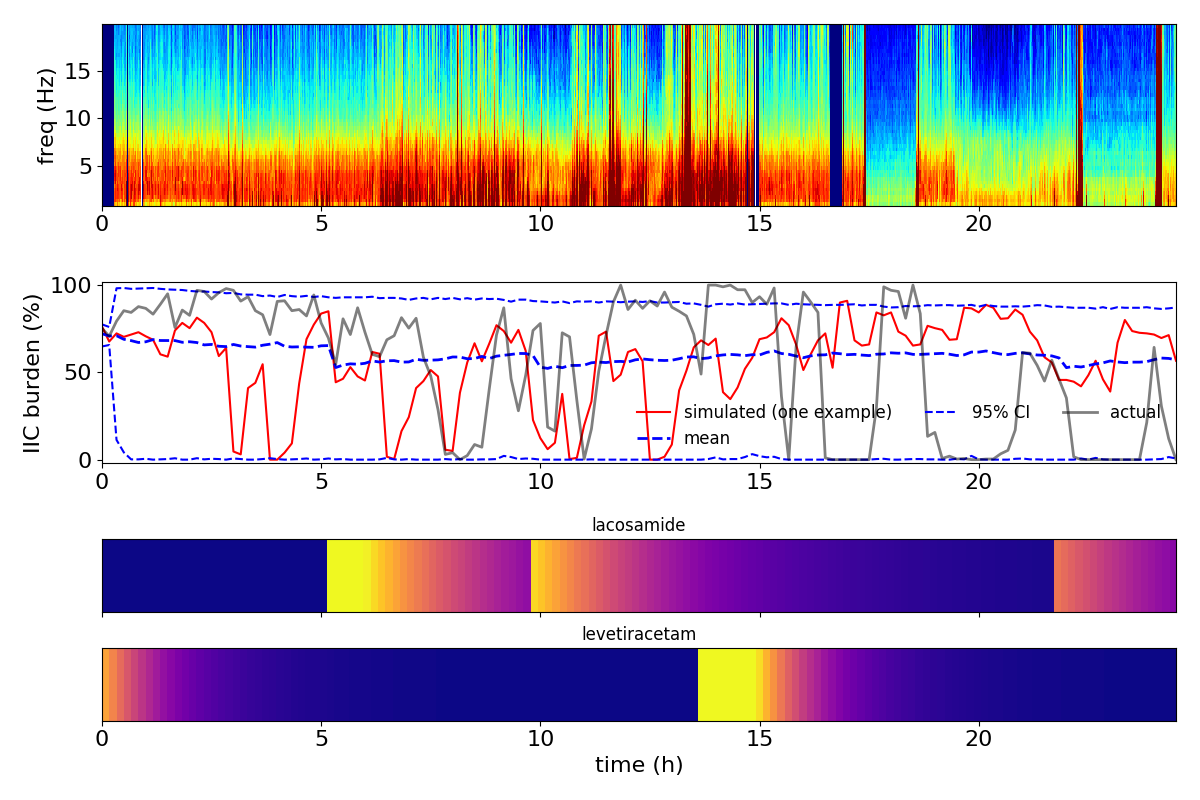 freq (Hz)
15
10
5
0 5 10 15 20
IIC burden (%)
100
50
0
simulated (one example) 95% CI actual
mean
0 5 10 15 20
lacosamide
levetiracetam
0 5 10 15 20
time (h)